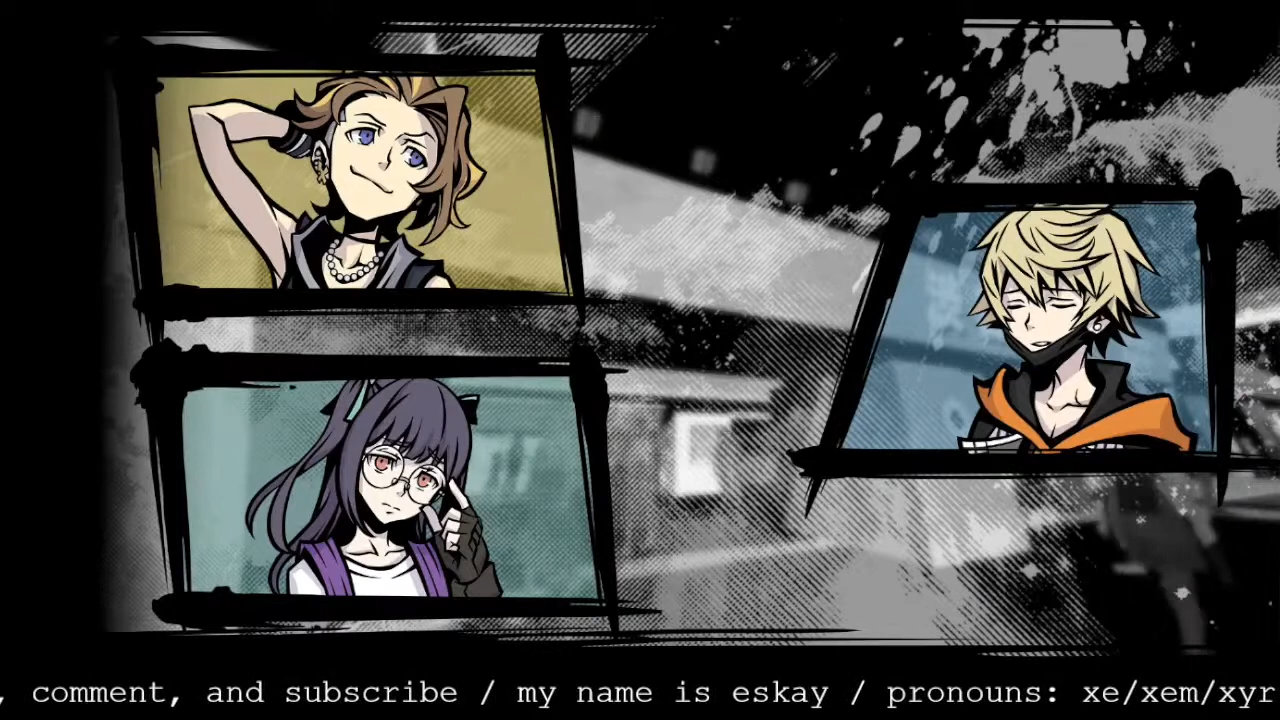 , comment, and subscribe / my name is eskay / pronouns: xe/xem/xyr